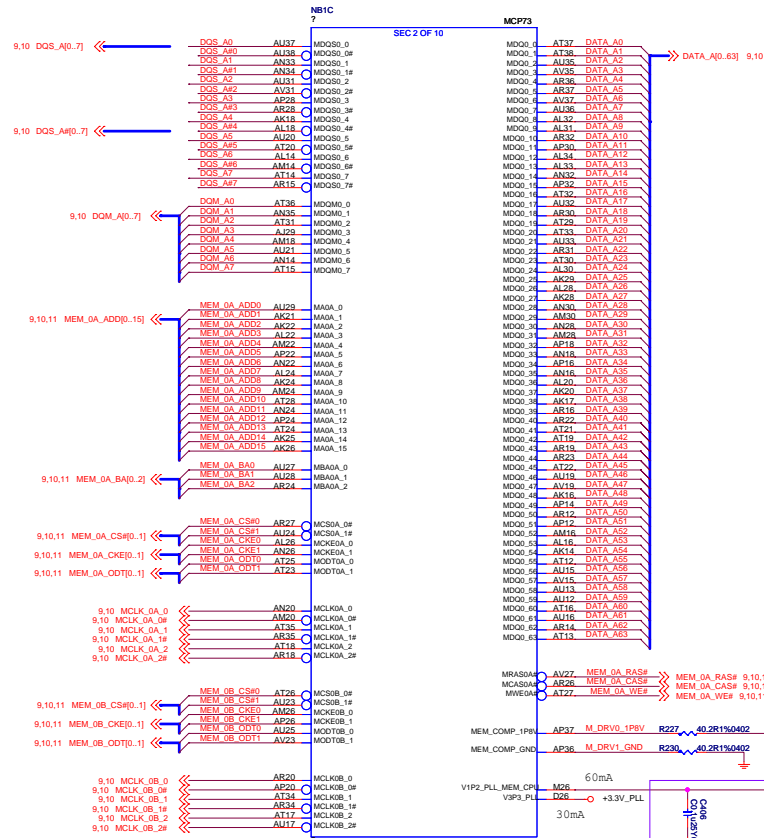 NB1C
?
MCP73
SEC 2 OF 10
9,10 DQS_A[0..7]
DQS_A0 AU37 MDQS0_0
DQS_A#0 AU38 MDQS0_0#
DQS_A1 AN33 MDQS0_1
DQS_A#1 AN34 MDQS0_1#
DQS_A2 AU31 MDQS0_2
DQS_A#2 AV31 MDQS0_2#
DQS_A3 AP28 MDQS0_3
DQS_A#3 AR28 MDQS0_3#
DQS_A4 AK18 MDQS0_4
9,10 DQS_A#[0..7]
DQS_A#4 AL18 MDQS0_4#
DQS_A5 AU20 MDQS0_5
DQS_A#5 AT20 MDQS0_5#
DQS_A6 AL14 MDQS0_6
DQS_A#6 AM14 MDQS0_6#
DQS_A7 AT14 MDQS0_7
DQS_A#7 AR15 MDQS0_7#
9,10 DQM_A[0..7]
DQM_A0 AT36 MDQM0_0
DQM_A1 AN35 MDQM0_1
DQM_A2 AT31 MDQM0_2
DQM_A3 AJ29 MDQM0_3
DQM_A4 AM18 MDQM0_4
DQM_A5 AU21 MDQM0_5
DQM_A6 AN14 MDQM0_6
DQM_A7 AT15 MDQM0_7
9,10,11 MEM_0A_ADD[0..15]
MEM_0A_ADD0 AU29 MA0A_0
MEM_0A_ADD1 AK21 MA0A_1
MEM_0A_ADD2 AK22 MA0A_2
MEM_0A_ADD3 AL22 MA0A_3
MEM_0A_ADD4 AM22 MA0A_4
MEM_0A_ADD5 AP22 MA0A_5
MEM_0A_ADD6 AN22 MA0A_6
MEM_0A_ADD7 AL24 MA0A_7
MEM_0A_ADD8 AK24 MA0A_8
MEM_0A_ADD9 AM24 MA0A_9
MEM_0A_ADD10 AT28 MA0A_10
MEM_0A_ADD11 AN24 MA0A_11
MEM_0A_ADD12 AP24 MA0A_12
MEM_0A_ADD13 AT24 MA0A_13
MEM_0A_ADD14 AK25 MA0A_14
MEM_0A_ADD15 AK26 MA0A_15
9,10,11 MEM_0A_BA[0..2]
MEM_0A_BA0 AU27 MBA0A_0
MEM_0A_BA1 AU28 MBA0A_1
MEM_0A_BA2 AR24 MBA0A_2
9,10,11 MEM_0A_CS#[0..1]
9,10,11 MEM_0A_CKE[0..1]
9,10,11 MEM_0A_ODT[0..1]
MEM_0A_CS#0 AR27 MCS0A_0#
MEM_0A_CS#1 AU24 MCS0A_1#
MEM_0A_CKE0 AL26 MCKE0A_0
MEM_0A_CKE1 AN26 MCKE0A_1
MEM_0A_ODT0 AT25 MODT0A_0
MEM_0A_ODT1 AT23 MODT0A_1
9,10 MCLK_0A_0 AN20 MCLK0A_0
9,10 MCLK_0A_0# AM20 MCLK0A_0#
9,10 MCLK_0A_1 AT35 MCLK0A_1
9,10 MCLK_0A_1# AR35 MCLK0A_1#
9,10 MCLK_0A_2 AT18 MCLK0A_2
9,10 MCLK_0A_2# AR18 MCLK0A_2#
9,10,11 MEM_0B_CS#[0..1]
9,10,11 MEM_0B_CKE[0..1]
9,10,11 MEM_0B_ODT[0..1]
MEM_0B_CS#0 AT26 MCS0B_0#
MEM_0B_CS#1 AU23 MCS0B_1#
MEM_0B_CKE0 AM26 MCKE0B_0
MEM_0B_CKE1 AP26 MCKE0B_1
MEM_0B_ODT0 AU25 MODT0B_0
MEM_0B_ODT1 AV23 MODT0B_1
9,10 MCLK_0B_0 AR20 MCLK0B_0
9,10 MCLK_0B_0# AP20 MCLK0B_0#
9,10 MCLK_0B_1 AT34 MCLK0B_1
9,10 MCLK_0B_1# AR34 MCLK0B_1#
9,10 MCLK_0B_2 AT17 MCLK0B_2
9,10 MCLK_0B_2# AU17 MCLK0B_2#
MDQ0_0 AT37 DATA_A0
MDQ0_1 AT38 DATA_A1
MDQ0_2 AU35 DATA_A2
MDQ0_3 AV35 DATA_A3
MDQ0_4 AR36 DATA_A4
MDQ0_5 AR37 DATA_A5
MDQ0_6 AV37 DATA_A6
MDQ0_7 AU36 DATA_A7
MDQ0_8 AL32 DATA_A8
MDQ0_9 AL31 DATA_A9
MDQ0_10 AR32 DATA_A10
MDQ0_11 AP30 DATA_A11
MDQ0_12 AL34 DATA_A12
MDQ0_13 AL33 DATA_A13
MDQ0_14 AN32 DATA_A14
MDQ0_15 AP32 DATA_A15
MDQ0_16 AT32 DATA_A16
MDQ0_17 AU32 DATA_A17
MDQ0_18 AR30 DATA_A18
MDQ0_19 AT29 DATA_A19
MDQ0_20 AT33 DATA_A20
MDQ0_21 AU33 DATA_A21
MDQ0_22 AR31 DATA_A22
MDQ0_23 AT30 DATA_A23
MDQ0_24 AL30 DATA_A24
MDQ0_25 AK29 DATA_A25
MDQ0_26 AL28 DATA_A26
MDQ0_27 AK28 DATA_A27
MDQ0_28 AN30 DATA_A28
MDQ0_29 AM30 DATA_A29
MDQ0_30 AN28 DATA_A30
MDQ0_31 AM28 DATA_A31
MDQ0_32 AP18 DATA_A32
MDQ0_33 AN18 DATA_A33
MDQ0_34 AP16 DATA_A34
MDQ0_35 AN16 DATA_A35
MDQ0_36 AL20 DATA_A36
MDQ0_37 AK20 DATA_A37
MDQ0_38 AK17 DATA_A38
MDQ0_39 AR16 DATA_A39
MDQ0_40 AR22 DATA_A40
MDQ0_41 AT21 DATA_A41
MDQ0_42 AT19 DATA_A42
MDQ0_43 AR19 DATA_A43
MDQ0_44 AR23 DATA_A44
MDQ0_45 AT22 DATA_A45
MDQ0_46 AU19 DATA_A46
MDQ0_47 AV19 DATA_A47
MDQ0_48 AK16 DATA_A48
MDQ0_49 AP14 DATA_A49
MDQ0_50 AR12 DATA_A50
MDQ0_51 AP12 DATA_A51
MDQ0_52 AM16 DATA_A52
MDQ0_53 AL16 DATA_A53
MDQ0_54 AK14 DATA_A54
MDQ0_55 AT12 DATA_A55
MDQ0_56 AU15 DATA_A56
MDQ0_57 AV15 DATA_A57
MDQ0_58 AU13 DATA_A58
MDQ0_59 AU12 DATA_A59
MDQ0_60 AT16 DATA_A60
MDQ0_61 AU16 DATA_A61
MDQ0_62 AR14 DATA_A62
MDQ0_63 AT13 DATA_A63
DATA_A[0..63] 9,10
MRAS0A# AV27 MEM_0A_RAS# MEM_0A_RAS# 9,10,1
MCAS0A# AR26 MEM_0A_CAS# MEM_0A_CAS# 9,10,
MWE0A# AT27 MEM_0A_WE# MEM_0A_WE# 9,10,11
MEM_COMP_1P8V AP37 M_DRV0_1P8V R227 40.2R1%0402
MEM_COMP_GND AP36 M_DRV1_GND R230 40.2R1%0402
60mA
V1P2_PLL_MEM_CPU M26
V3P3_PLL D26 +3.3V_PLL
30mA
C406
C0.1u25Y